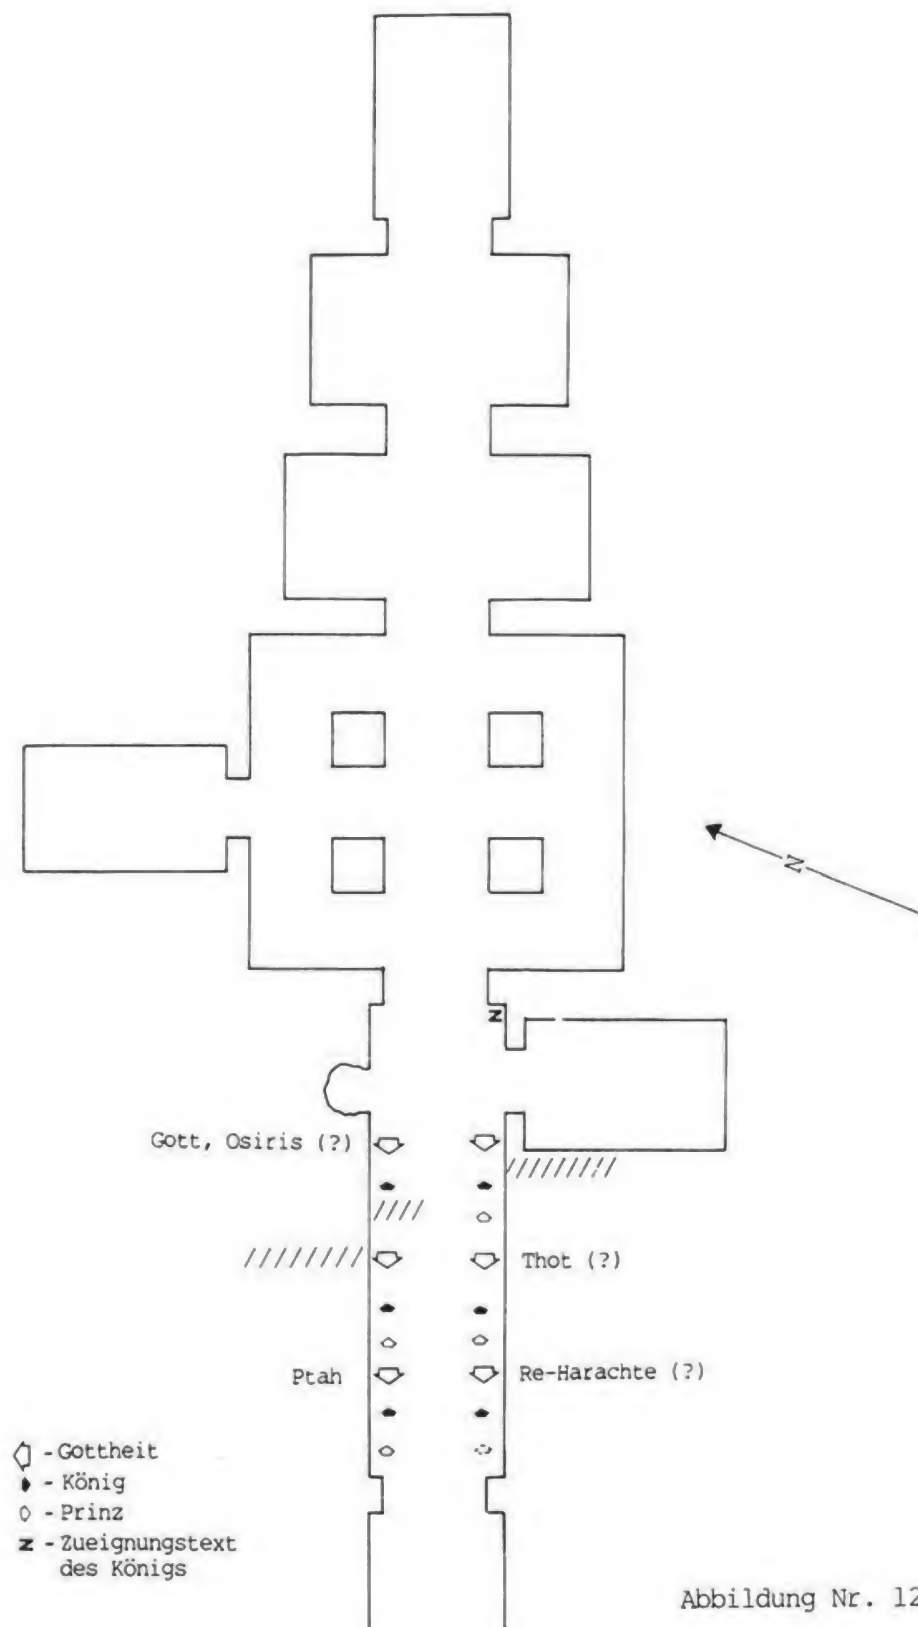 N
N
Gott, Osiris (?)
Thot (?)
Ptah
Re-Harachte (?)
- Gottheit
- König
- Prinz
N - Zueignungstext
des Königs
Abbildung Nr. 12